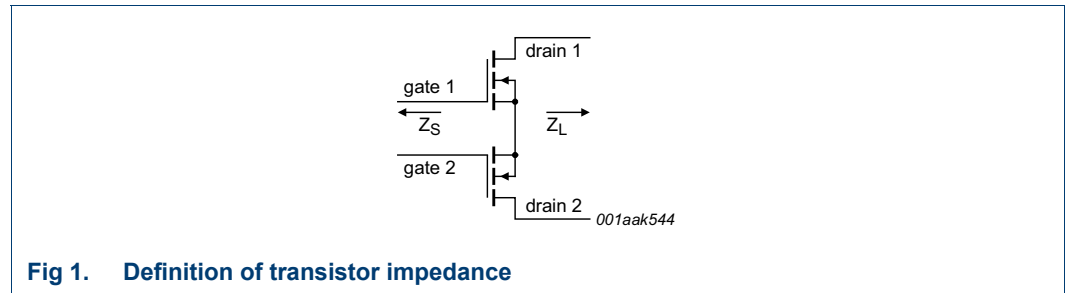 drain 1
gate 1
ZS
ZL
gate 2
drain 2
001aak544
Fig 1. Definition of transistor impedance